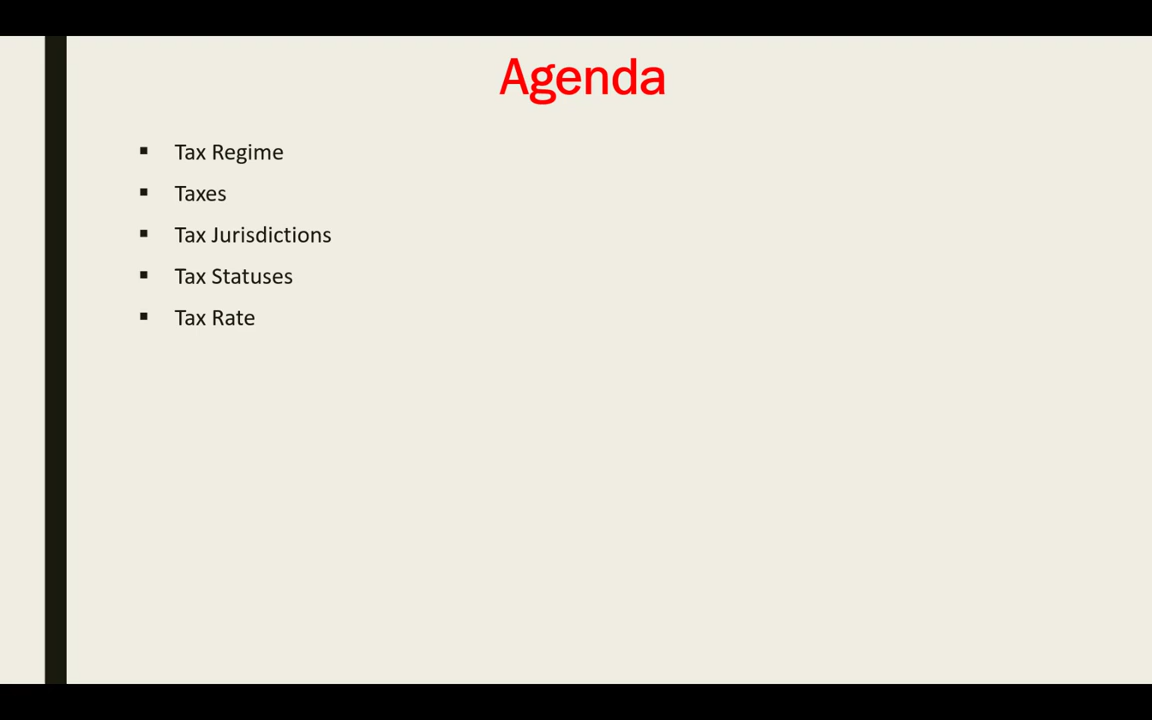 Agenda
▪ Tax Regime
▪ Taxes
▪ Tax Jurisdictions
▪ Tax Statuses
▪ Tax Rate